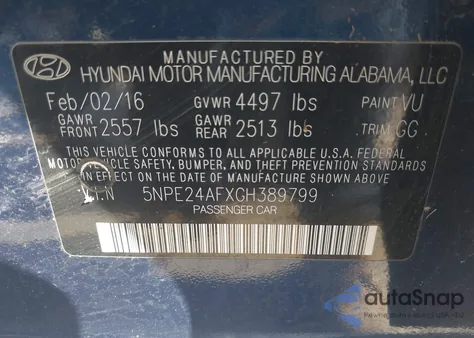 MANUFACTURED BY
HYUNDAI MOTOR MANUFACTURING ALABAMA, LLC
Feb/02/16 GVWR 4497 lbs PAINT VU
GAWR FRONT 2557 lbs GAWR REAR 2513 lbs TRIM GG
THIS VEHICLE CONFORMS TO ALL APPLICABLE U.S.A. FEDERAL
MOTOR VEHICLE SAFETY, BUMPER, AND THEFT PREVENTION STANDARDS
IN EFFECT ON THE DATE OF MANUFACTURE SHOWN ABOVE.
V.I.N 5NPE24AFXGH389799
PASSENGER CAR
autoSnap